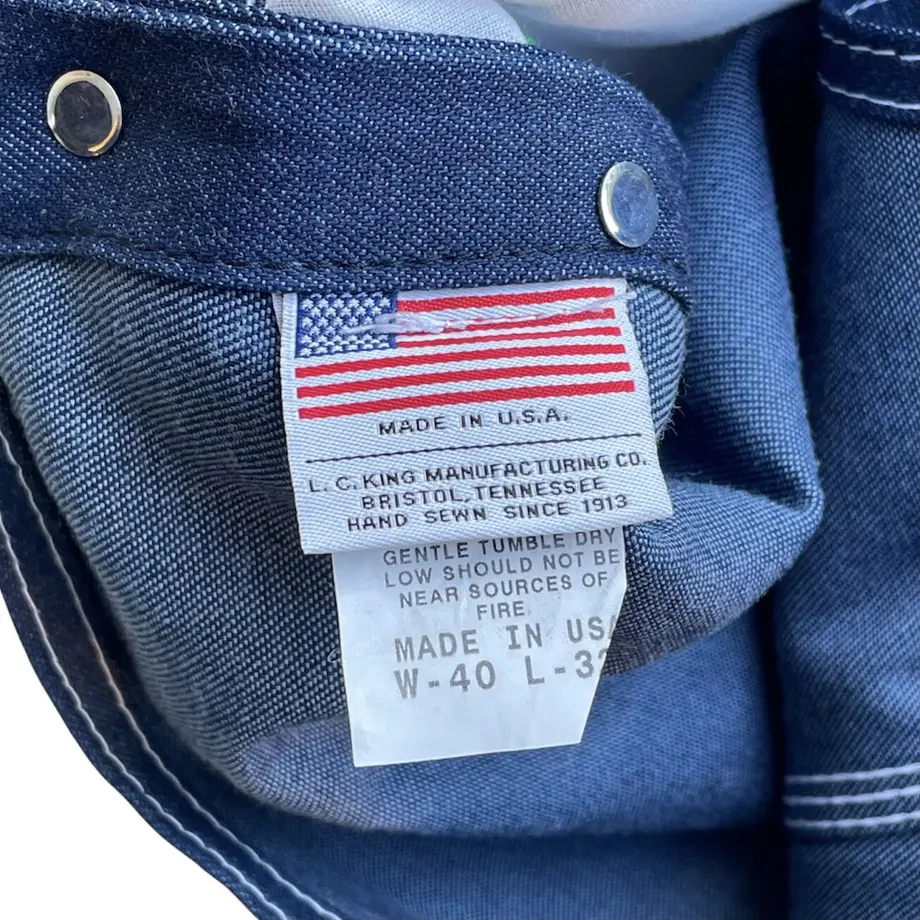 MADE IN U.S.A.
L. C. KING MANUFACTURING CO.
BRISTOL, TENNESSEE
HAND SEWN SINCE 1913
GENTLE TUMBLE DRY
LOW SHOULD NOT BE
NEAR SOURCES OF
FIRE.
MADE IN USA
W-40